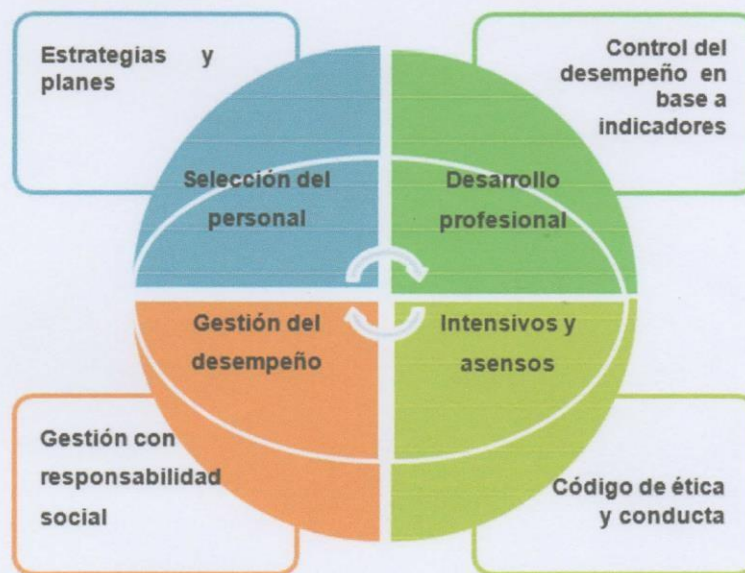 Estrategias y
planes
Control del
desempeño en
base a
indicadores
Selección del
personal
Desarrollo
profesional
Gestión del
desempeño
Intensivos y
asensos
Gestión con
responsabilidad
social
Código de ética
y conducta